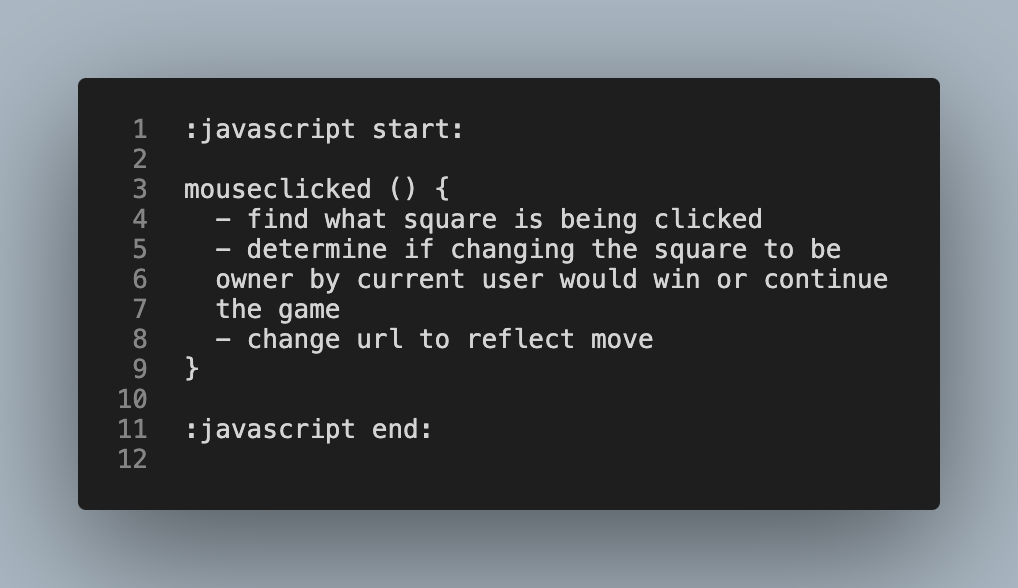 1 :javascript start:
2
3 mouseclicked () {
4 – find what square is being clicked
5 – determine if changing the square to be
6 owner by current user would win or continue
7 the game
8 – change url to reflect move
9 }
10
11 :javascript end:
12